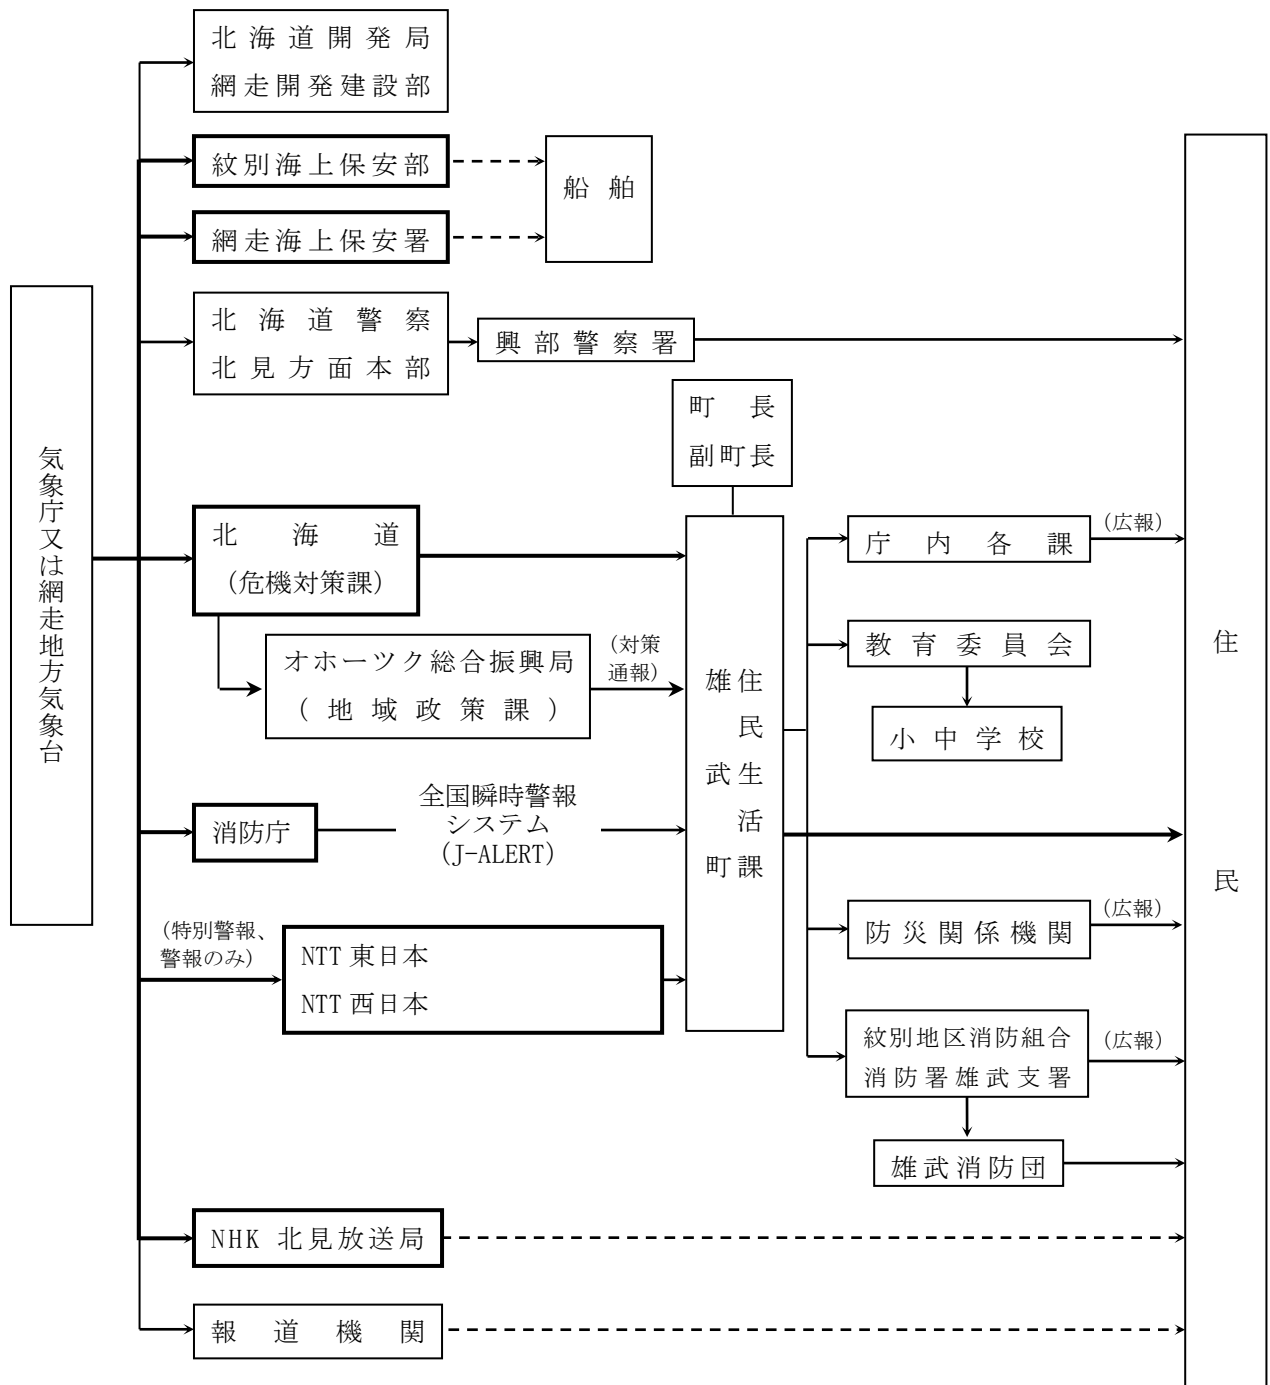 北海道開発局
網走開発建設部
紋別海上保安部
船舶
網走海上保安署
北海道警察
北見方面本部
興部警察署
町長
副町長
気象庁又は網走地方気象台
北海道
（危機対策課）
オホーツク総合振興局
（地域政策課）
（対策
通報）
消防庁
全国瞬時警報
システム
（J-ALERT）
（特別警報、
警報のみ）
NTT 東日本
NTT 西日本
住民生活課
雄武町
庁内各課
（広報）
教育委員会
小中学校
防災関係機関
（広報）
紋別地区消防組合
消防署雄武支署
（広報）
雄武消防団
NHK 北見放送局
報道機関
住民